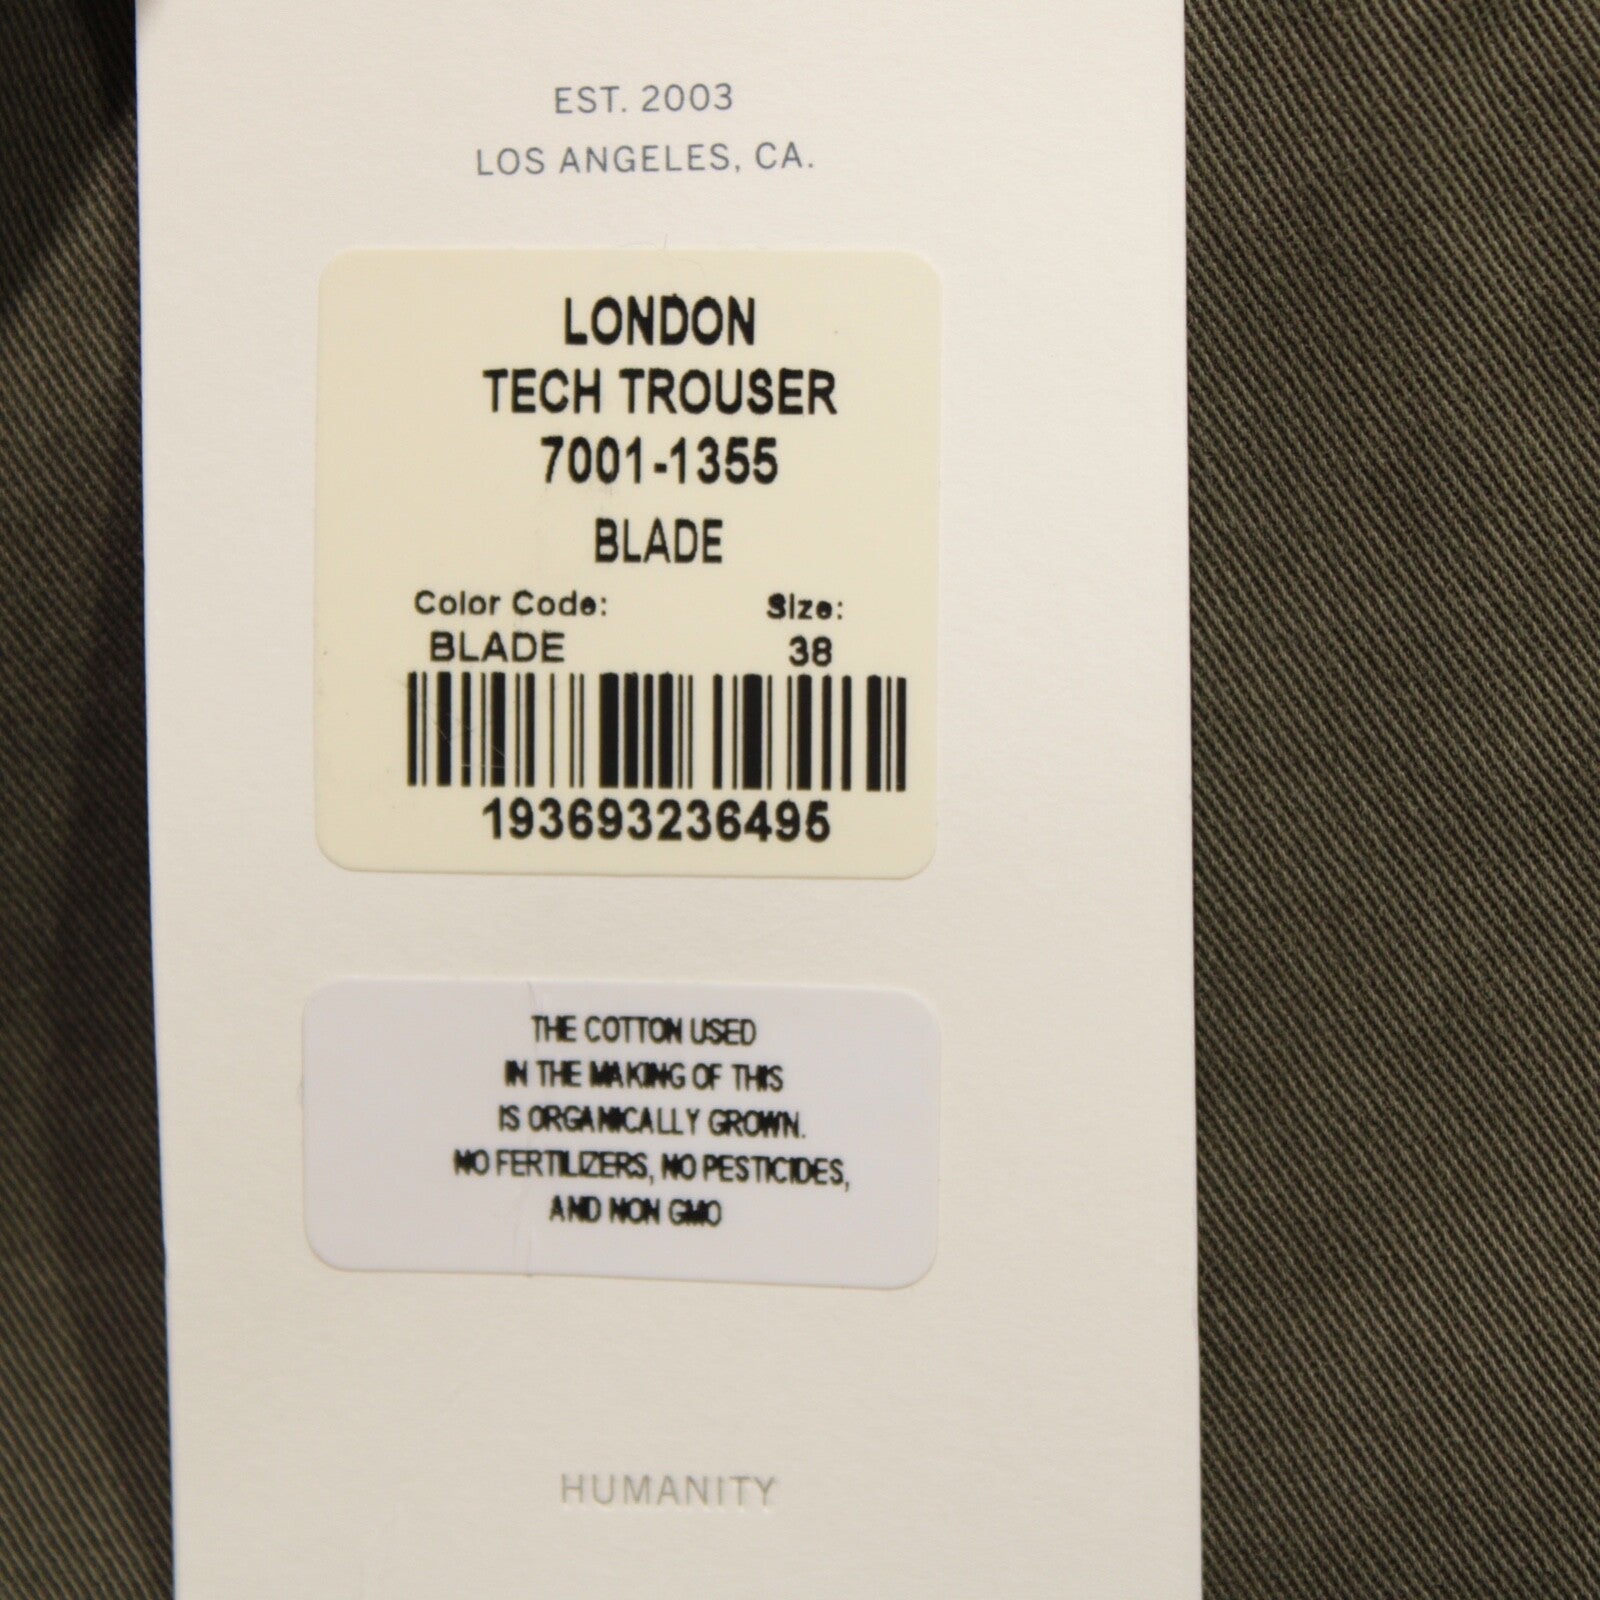 EST. 2003
LOS ANGELES, CA.
LONDON
TECH TROUSER
7001-1355
BLADE
Color Code: Size:
BLADE 38
193693236495
THE COTTON USED
IN THE MAKING OF THIS
IS ORGANICALLY GROWN.
NO FERTILIZERS, NO PESTICIDES,
AND NON GMO
HUMANITY